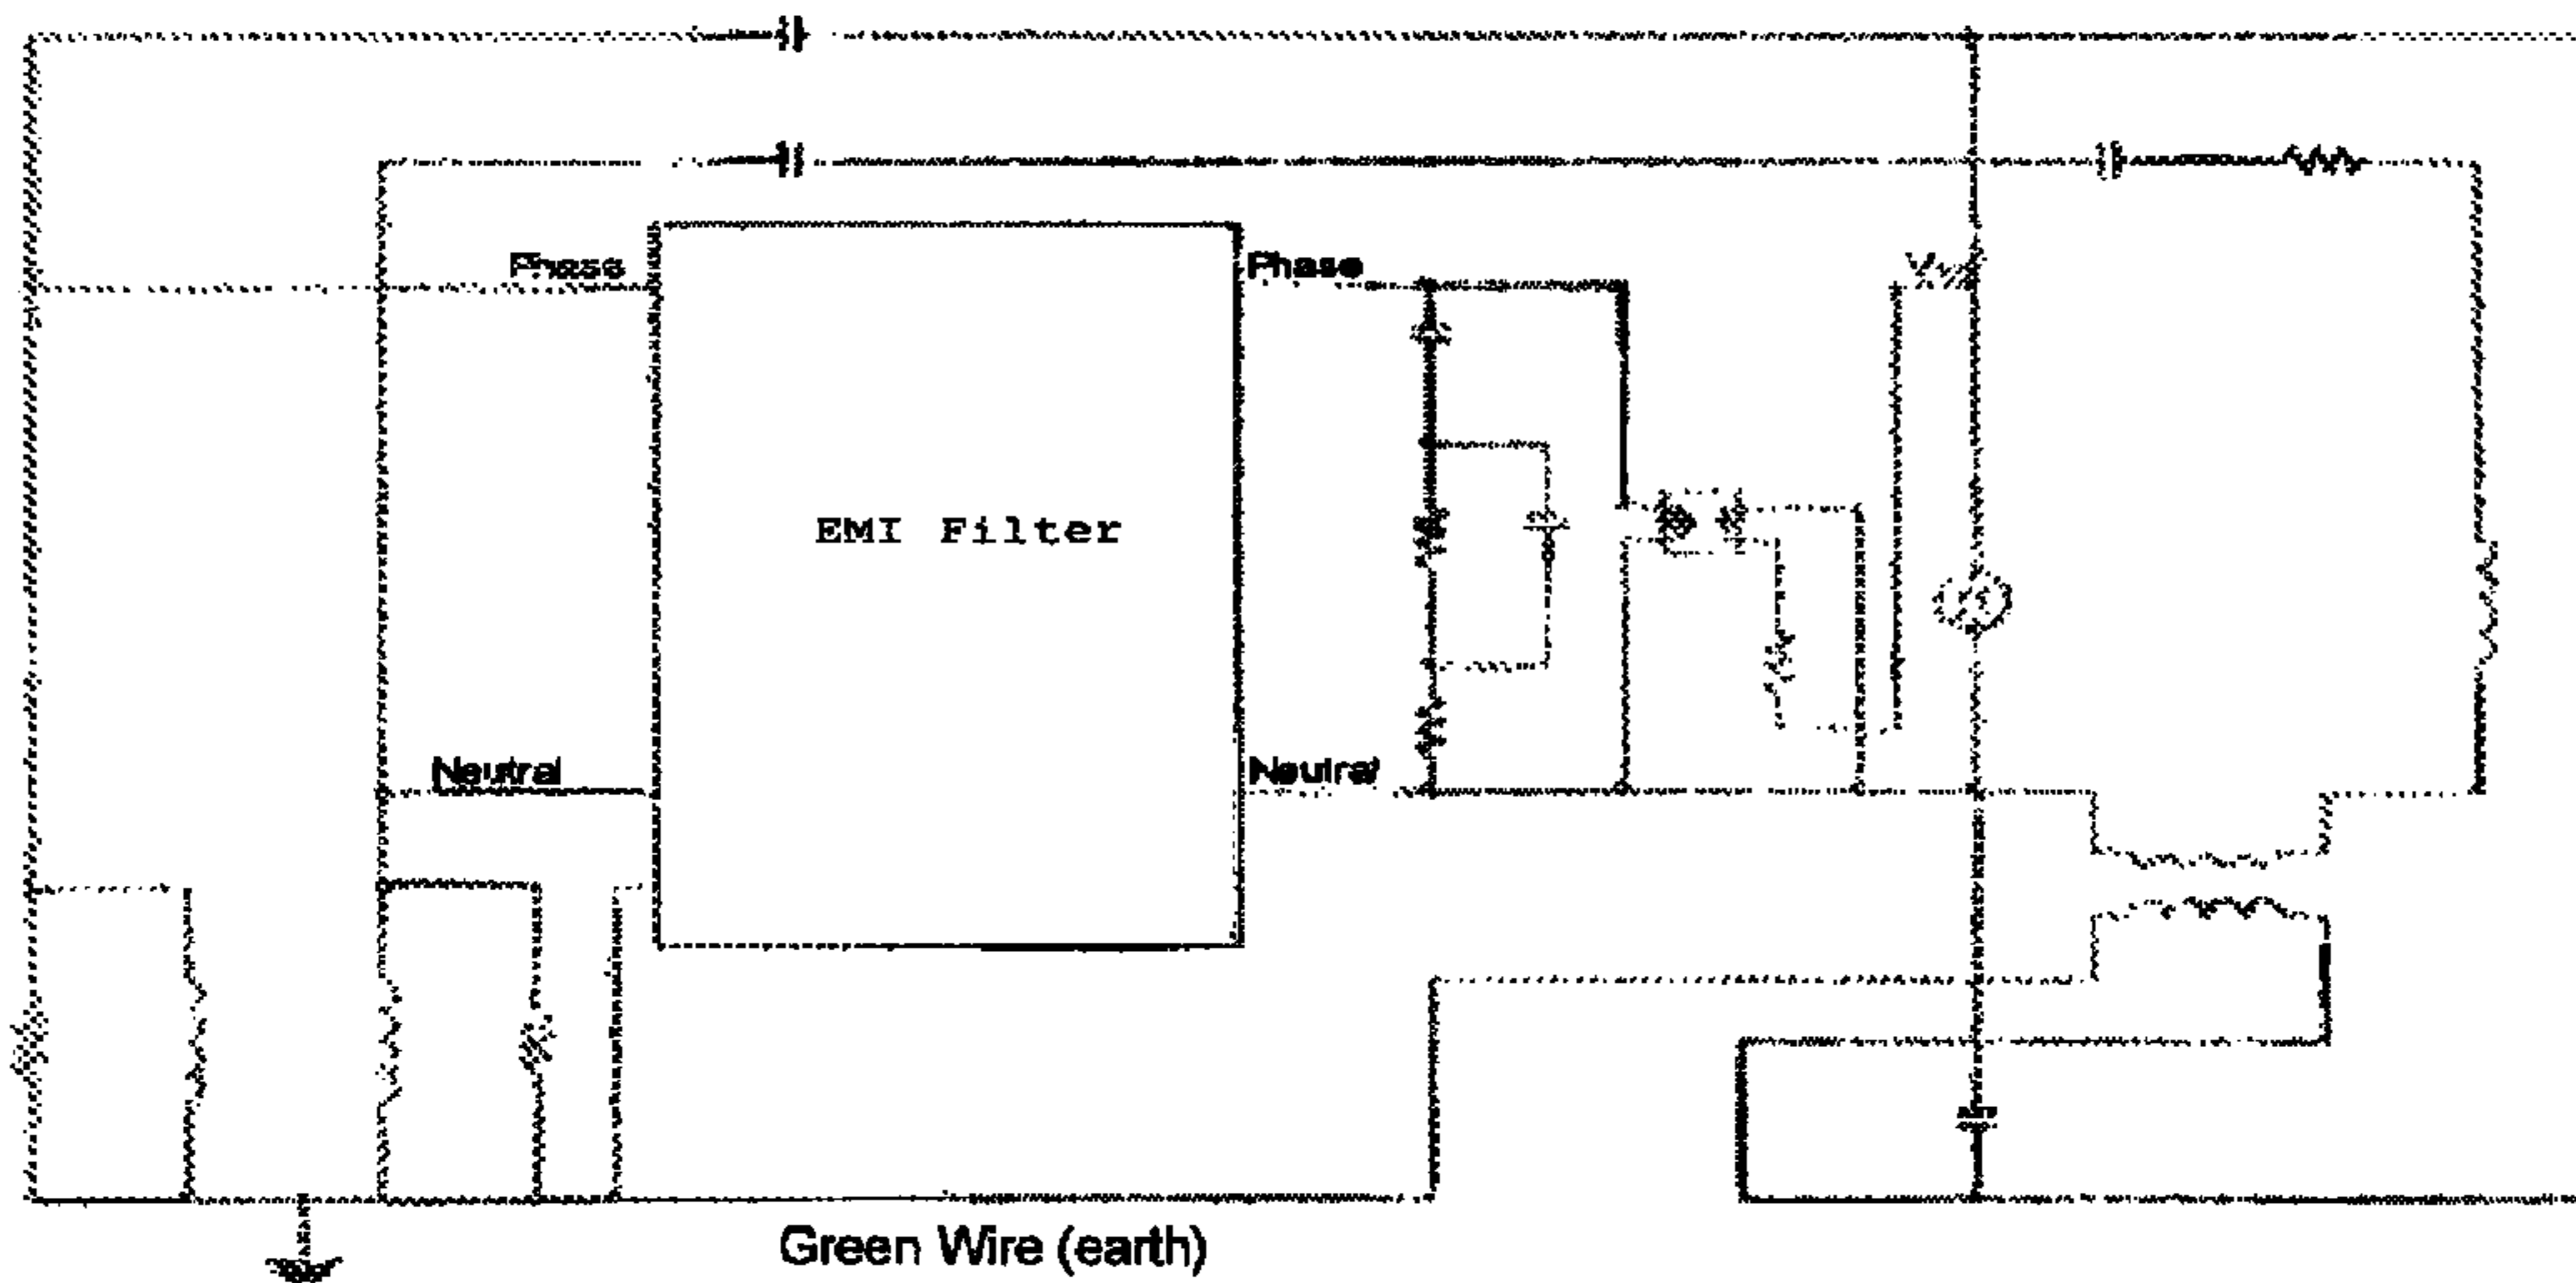 Phase
Phase
EMI Filter
Neutral
Neutral
Green Wire (earth)